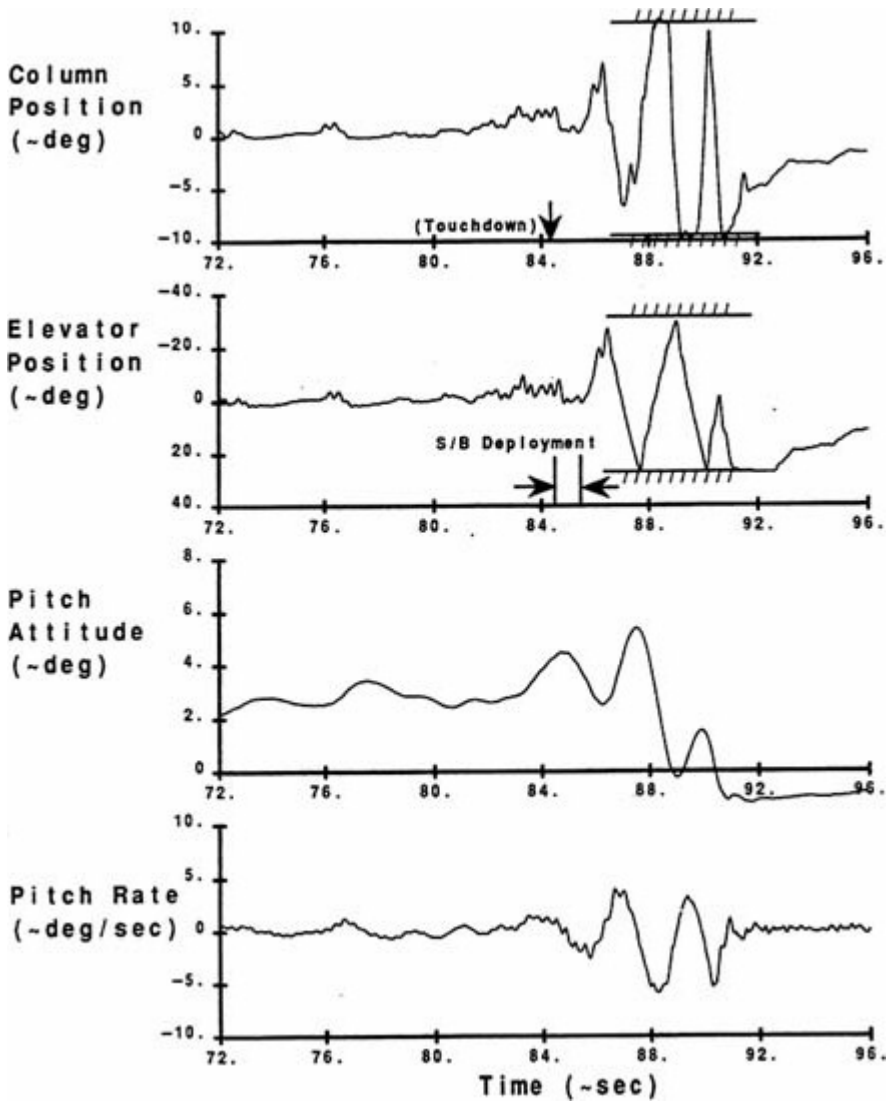 10.
Column
Position
(~deg)
5.
0
-5.
-10.
(Touchdown)
72. 76. 80. 84. 88. 92. 96.
-40.
Elevator
Position
(~deg)
-20.
0
20
40
S/B Deployment
72. 76. 80. 84. 88. 92. 96.
8.
Pitch
Attitude
(~deg)
6.
4.
2.
0
72. 76. 80. 84. 88. 92. 96.
10.
5.
Pitch Rate
(~deg/sec)
0
-5.
-10.
72. 76. 80. 84. 88. 92. 96.
Time (~sec)